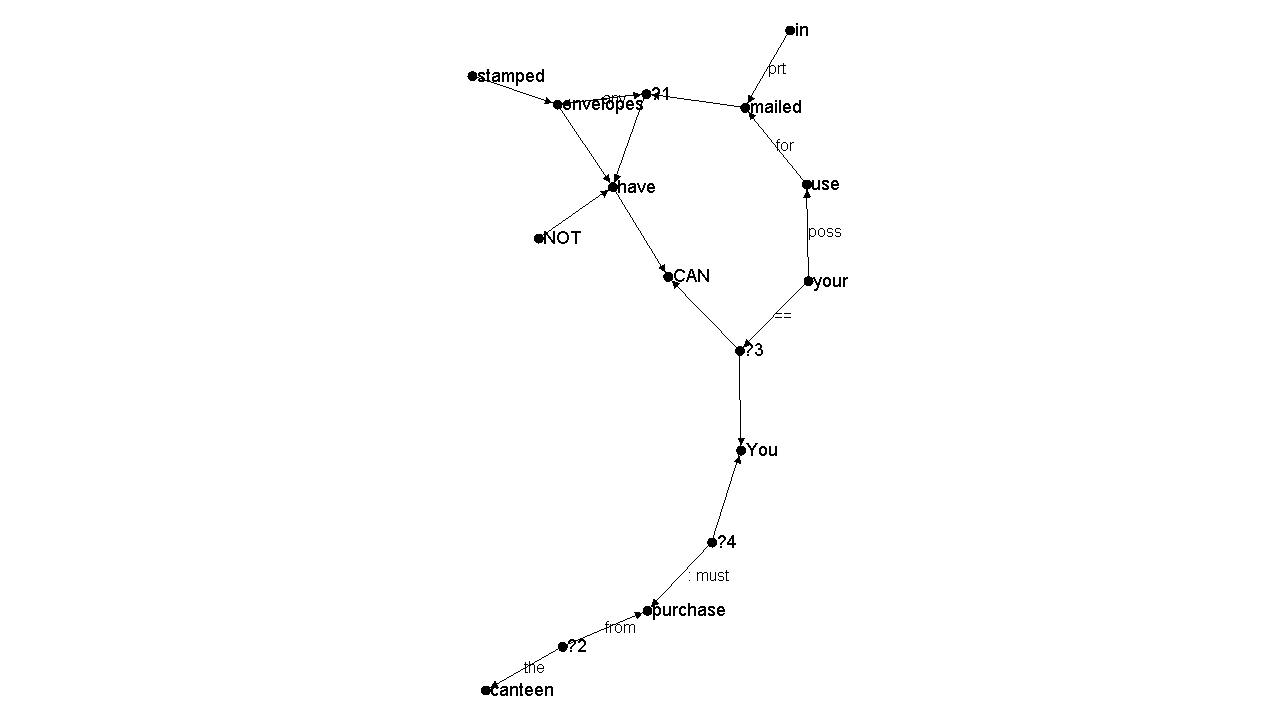 in
prt
stamped
any
envelopes
?1
mailed
for
have
use
poss
NOT
CAN
your
==
?3
You
?4
: must
purchase
from
?2
the
canteen